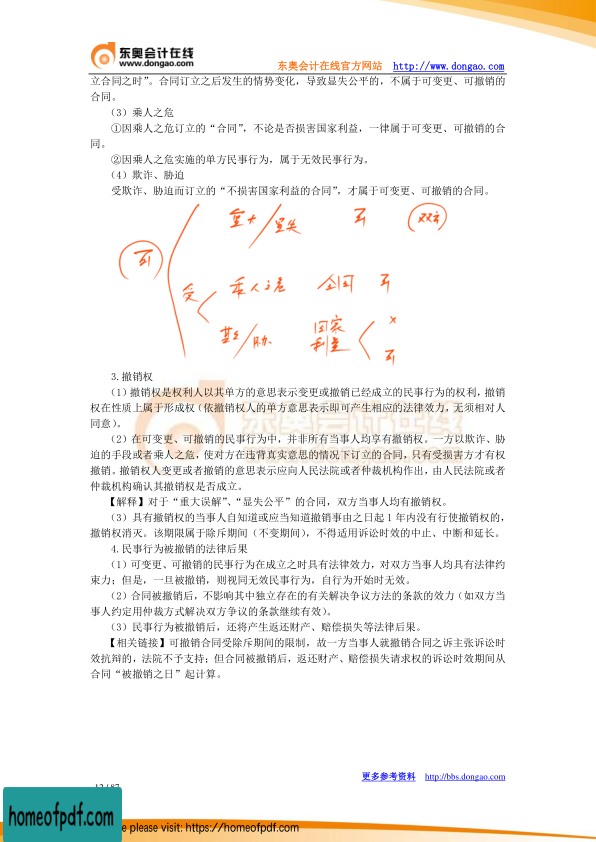 东奥会计在线
www.dongao.com
东奥会计在线官方网站 http://www.dongao.com
立合同之时”。合同订立之后发生的情势变化，导致显失公平的，不属于可变更、可撤销的
合同。
（3）乘人之危
①因乘人之危订立的“合同”，不论是否损害国家利益，一律属于可变更、可撤销的合
同。
②因乘人之危实施的单方民事行为，属于无效民事行为。
（4）欺诈、胁迫
受欺诈、胁迫而订立的“不损害国家利益的合同”，才属于可变更、可撤销的合同。
重大/显失 可 双方
可
受 乘人之危 合同 可
国家
利益 ×
可
3.撤销权
（1）撤销权是权利人以其单方的意思表示变更或撤销已经成立的民事行为的权利，撤销
权在性质上属于形成权（依撤销权人的单方意思表示即可产生相应的法律效力，无须相对人
同意）。
（2）在可变更、可撤销的民事行为中，并非所有当事人均享有撤销权。一方以欺诈、胁
迫的手段或者乘人之危，使对方在违背真实意思的情况下订立的合同，只有受损害方才有权
撤销。撤销权人变更或者撤销的意思表示应向人民法院或者仲裁机构作出，由人民法院或者
仲裁机构确认其撤销权是否成立。
【解释】对于“重大误解”、“显失公平”的合同，双方当事人均有撤销权。
（3）具有撤销权的当事人自知道或应当知道撤销事由之日起 1 年内没有行使撤销权的，
撤销权消灭。该期限属于除斥期间（不变期间），不得适用诉讼时效的中止、中断和延长。
4.民事行为被撤销的法律后果
（1）可变更、可撤销的民事行为在成立之时具有法律效力，对双方当事人均具有法律约
束力；但是，一旦被撤销，则视同无效民事行为，自行为开始时无效。
（2）合同被撤销后，不影响其中独立存在的有关解决争议方法的条款的效力（如双方当
事人约定用仲裁方式解决双方争议的条款继续有效）。
（3）民事行为被撤销后，还将产生返还财产、赔偿损失等法律后果。
【相关链接】可撤销合同受除斥期间的限制，故一方当事人就撤销合同之诉主张诉讼时
效抗辩的，法院不予支持；但合同被撤销后，返还财产、赔偿损失请求权的诉讼时效期间从
合同“被撤销之日”起计算。
更多参考资料 http://bbs.dongao.com
homeofpdf.com
please visit: https://homeofpdf.com